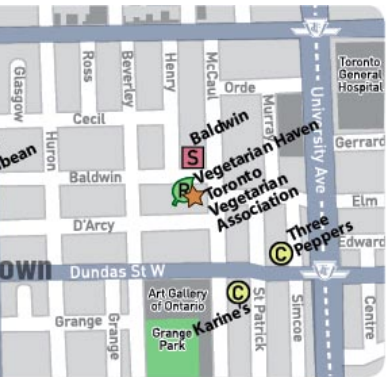 Glasgow
Ross
Beverley
Henry
McCaul
Orde
Murray
University Ave
Toronto
General
Hospital
Cecil
Huron
Baldwin
S
bean
Baldwin
Vegetarian Haven
R
Toronto
Vegetarian
Association
Gerrard
Elm
D'Arcy
Three
Peppers
C
Edward
own
Dundas St W
Art Gallery
of Ontario
C
Karine's
St Patrick
Simcoe
Centre
Grange
Grange
Grange
Park